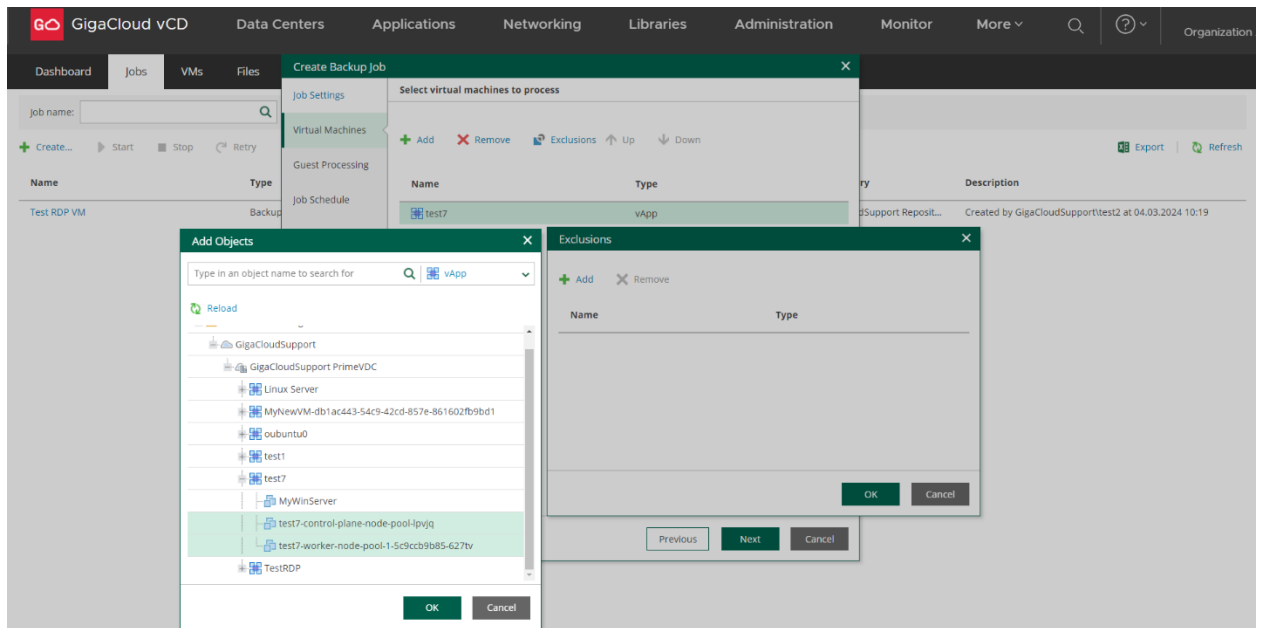 GO GigaCloud vCD Data Centers Applications Networking Libraries Administration Monitor More Organization
Dashboard Jobs VMs Files
Job name:
Create... Start Stop Retry
Export Refresh
Name Type Description
Test RDP VM Backup dSupport Reposit... Created by GigaCloudSupport\test2 at 04.03.2024 10:19
Create Backup Job
Job Settings
Virtual Machines
Guest Processing
Job Schedule
Select virtual machines to process
Add Remove Exclusions Up Down
Name Type
test7 vApp
Add Objects
Type in an object name to search for vApp
Reload
GigaCloudSupport
GigaCloudSupport PrimeVDC
Linux Server
MyNewVM-db1ac443-54c9-42cd-857e-861602fb9bd1
oubuntu0
test1
test7
MyWinServer
test7-control-plane-node-pool-lpvjq
test7-worker-node-pool-1-5c9ccb9b85-627tv
TestRDP
OK Cancel
Exclusions
Add Remove
Name Type
OK Cancel
Previous Next Cancel